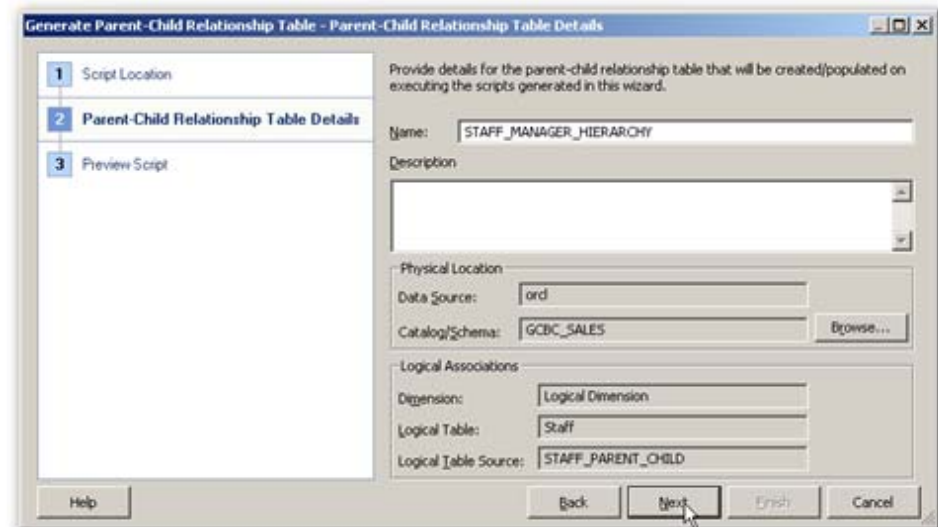 Generate Parent-Child Relationship Table - Parent-Child Relationship Table Details
1 Script Location
2 Parent-Child Relationship Table Details
3 Preview Script
Provide details for the parent-child relationship table that will be created/populated on
executing the scripts generated in this wizard.
Name: STAFF_MANAGER_HIERARCHY
Description
Physical Location
Data Source: orcl
Catalog/Schema: GCBC_SALES Browse...
Logical Associations
Dimension: Logical Dimension
Logical Table: Staff
Logical Table Source: STAFF_PARENT_CHILD
Help Back Next Finish Cancel